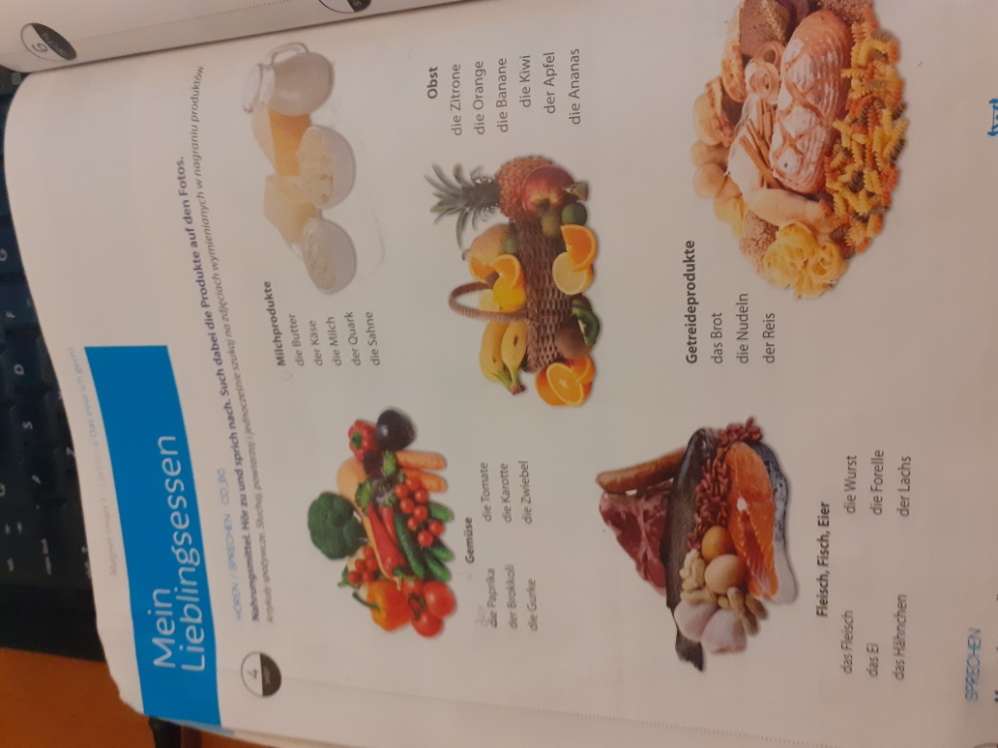 Mein
Lieblingsessen
HÖREN / SPRECHEN
4
Nahrungsmittel. Hör zu und sprich nach. Such dabei die Produkte auf den Fotos.
Artykuły spożywcze. Słuchaj, powtarzaj i jednocześnie szukaj na zdjęciach wymienianych w nagraniu produktów
6
Milchprodukte
die Butter
der Käse
die Milch
der Quark
die Sahne
Gemüse
die Paprika
der Brokkoli
die Gurke
die Tomate
die Karotte
die Zwiebel
Obst
die Zitrone
die Orange
die Banane
die Kiwi
der Apfel
die Ananas
Fleisch, Fisch, Eier
das Fleisch
das Ei
das Hähnchen
die Wurst
die Forelle
der Lachs
Getreideprodukte
das Brot
die Nudeln
der Reis
SPRECHEN